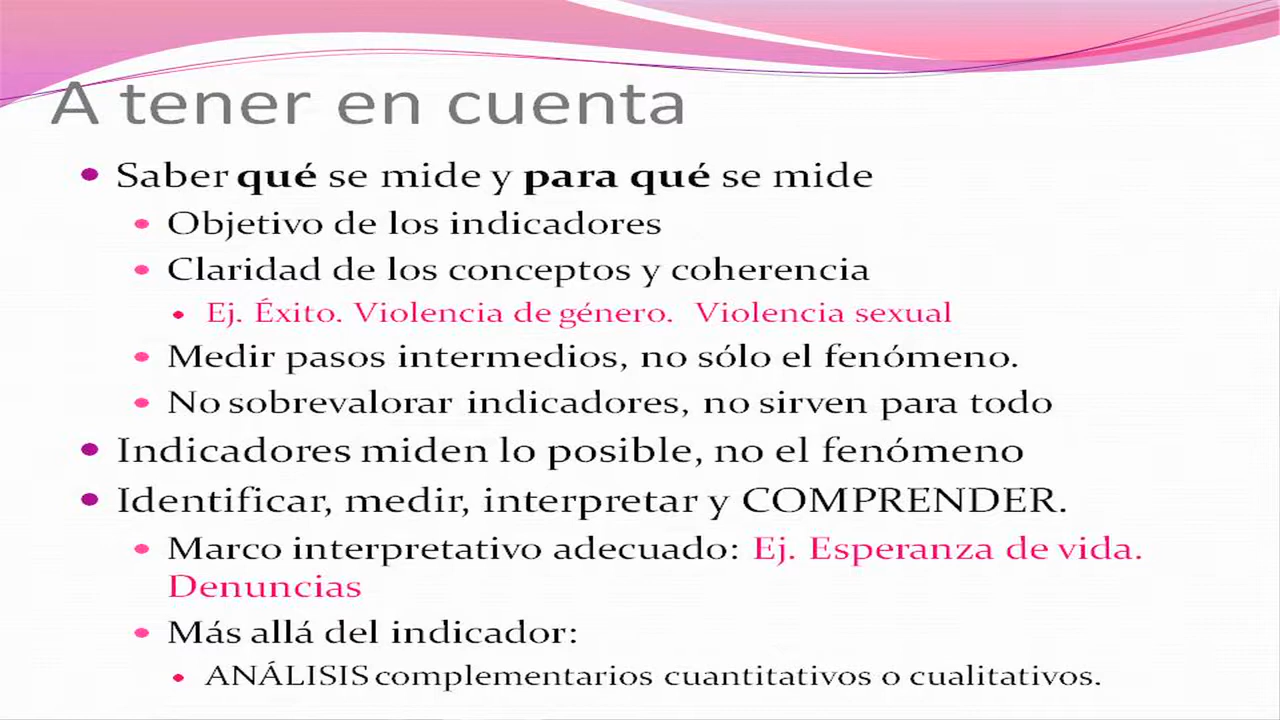 A tener en cuenta
Saber qué se mide y para qué se mide
Objetivo de los indicadores
Claridad de los conceptos y coherencia
Ej. Éxito. Violencia de género. Violencia sexual
Medir pasos intermedios, no sólo el fenómeno.
No sobrevalorar indicadores, no sirven para todo
Indicadores miden lo posible, no el fenómeno
Identificar, medir, interpretar y COMPRENDER.
Marco interpretativo adecuado: Ej. Esperanza de vida.
Denuncias
Más allá del indicador:
ANÁLISIS complementarios cuantitativos o cualitativos.